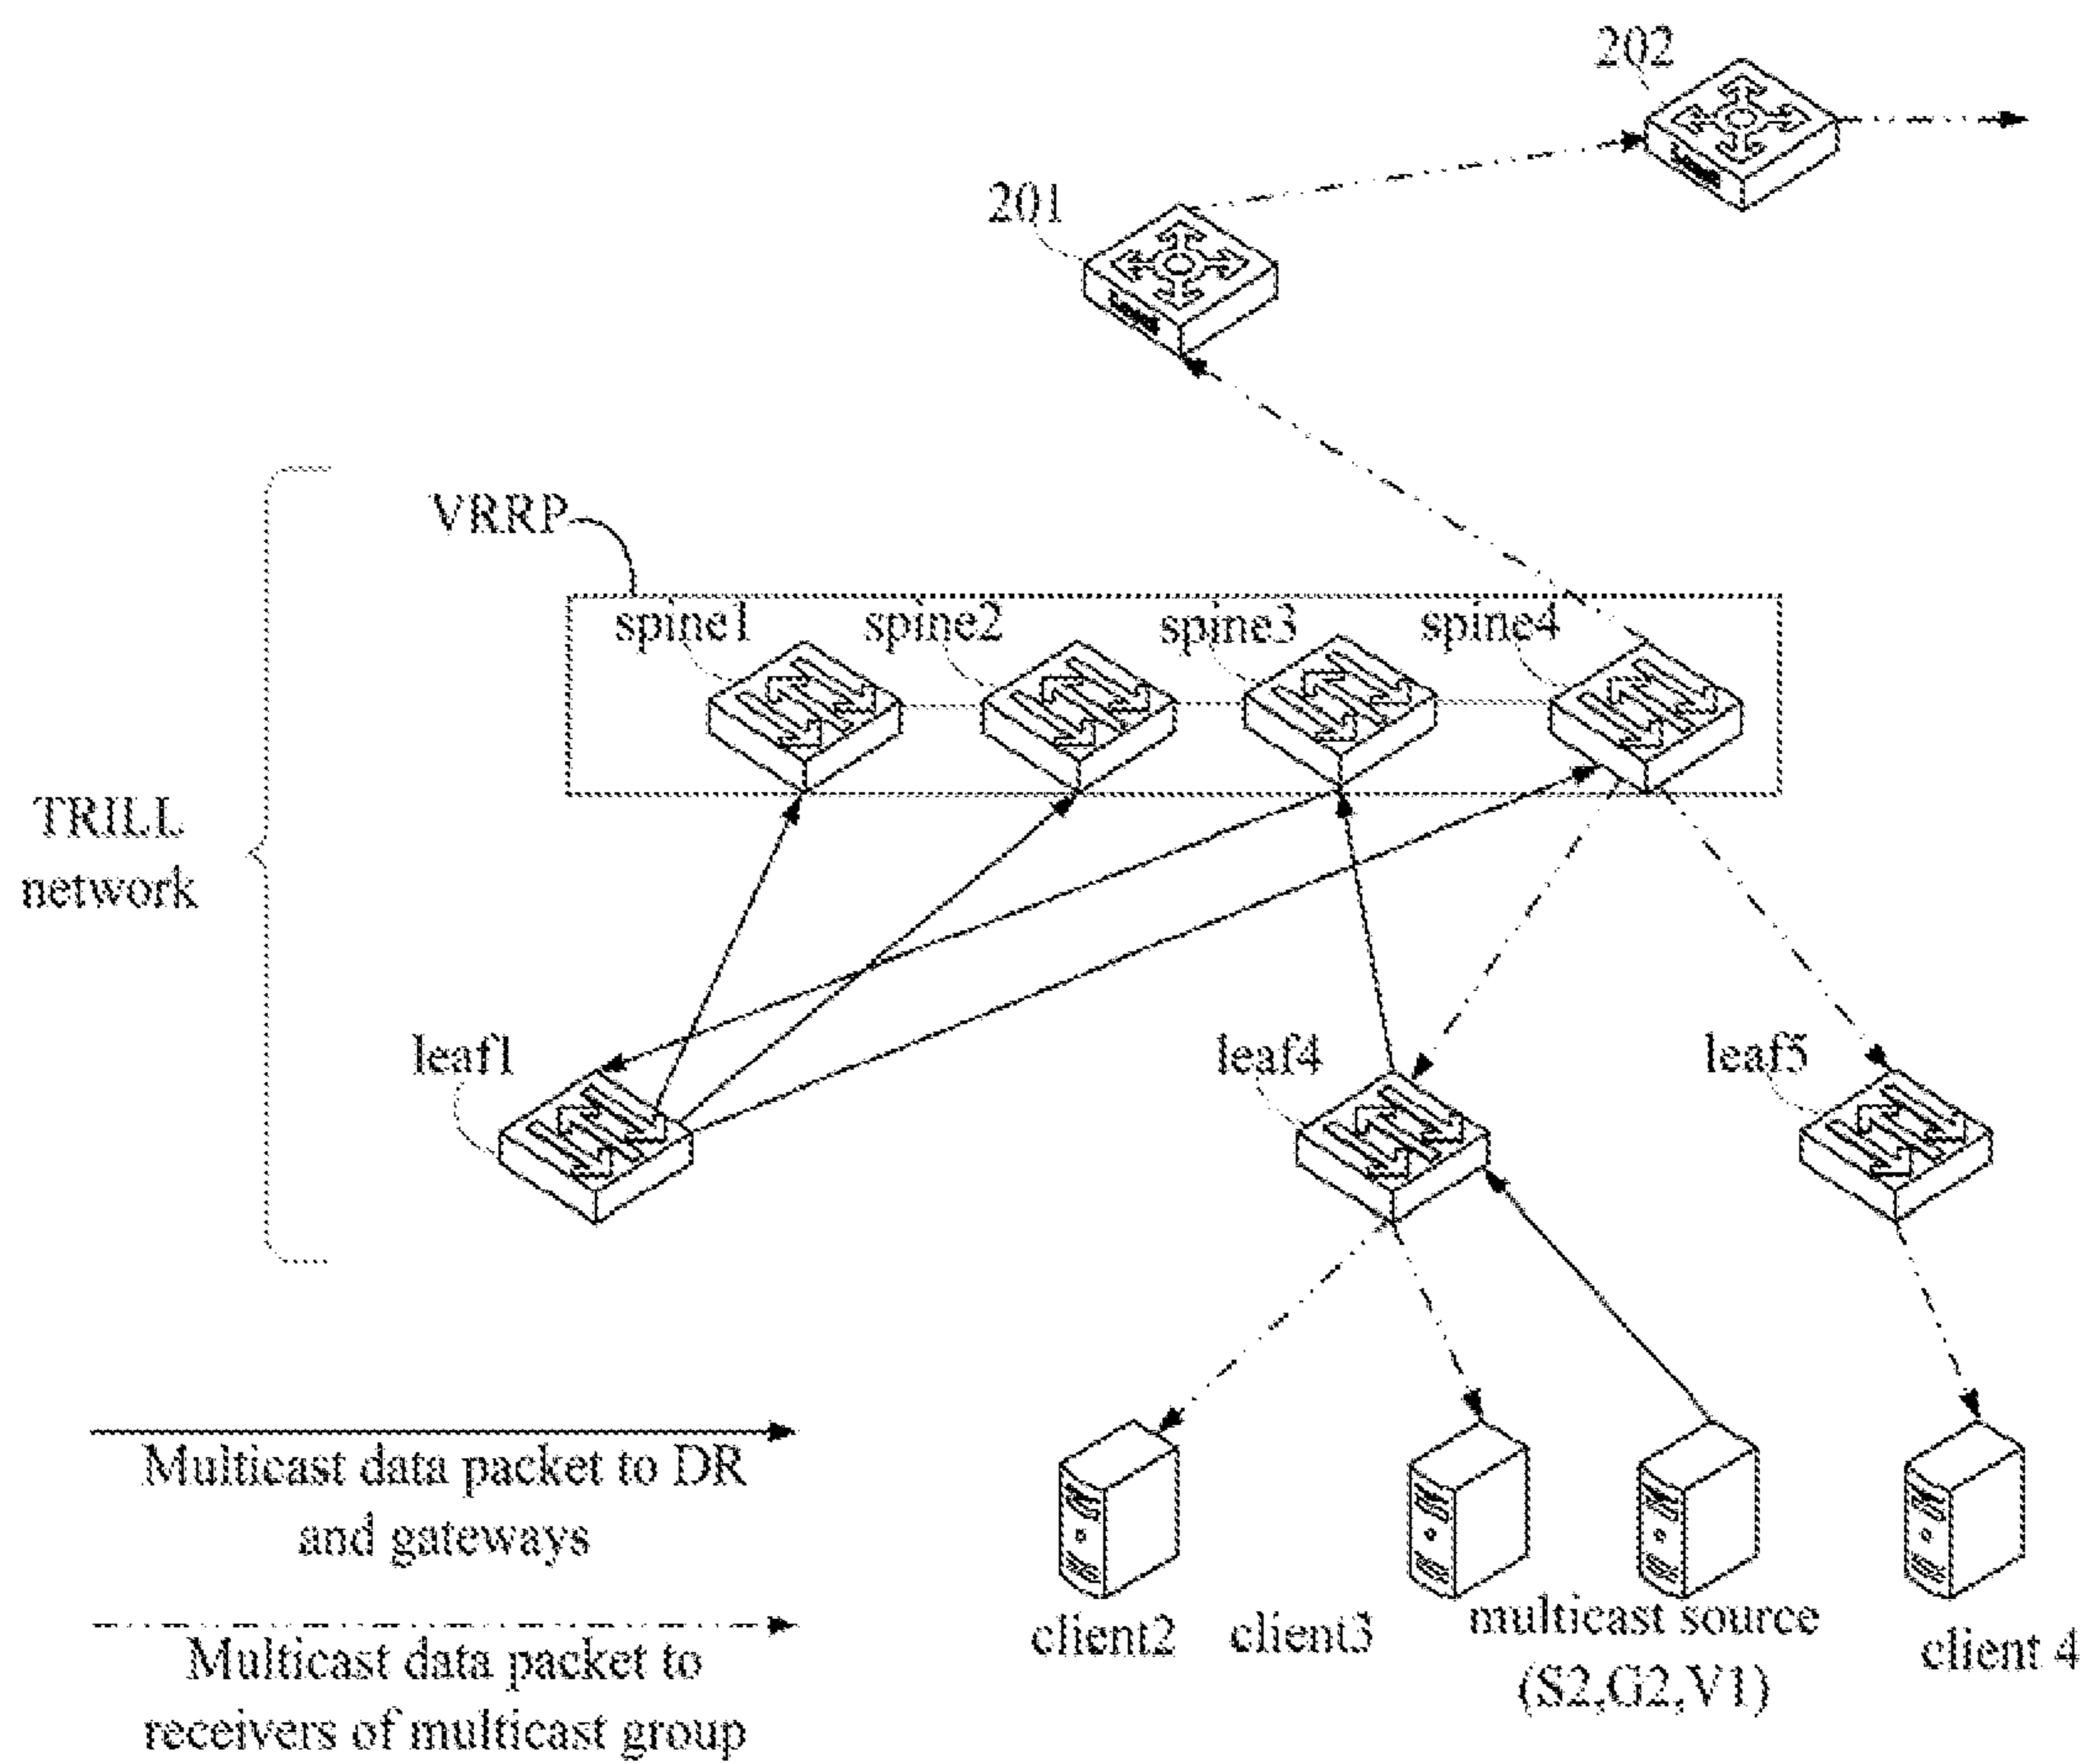 202
201
VRRP
spine1
spine2
spine3
spine4
TRILL
network
leaf1
leaf4
leaf5
Multicast data packet to DR
and gateways
Multicast data packet to
receivers of multicast group
client2
client3
multicast source
(S2,G2,V1)
client 4